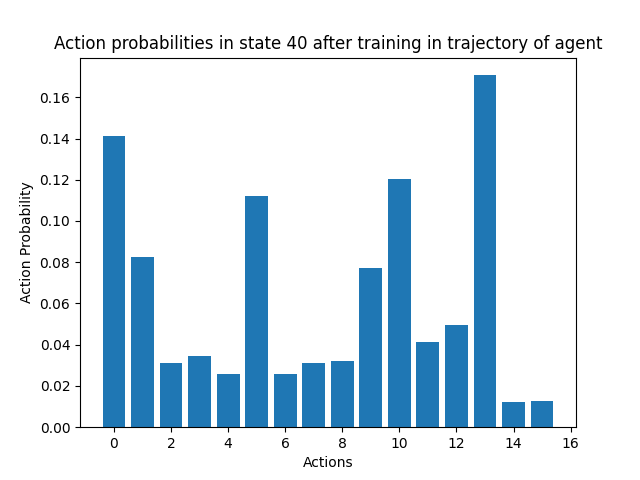 Action probabilities in state 40 after training in trajectory of agent
0.16
0.14
0.12
0.10
0.08
0.06
0.04
0.02
0.00
Action Probability
0 2 4 6 8 10 12 14 16
Actions